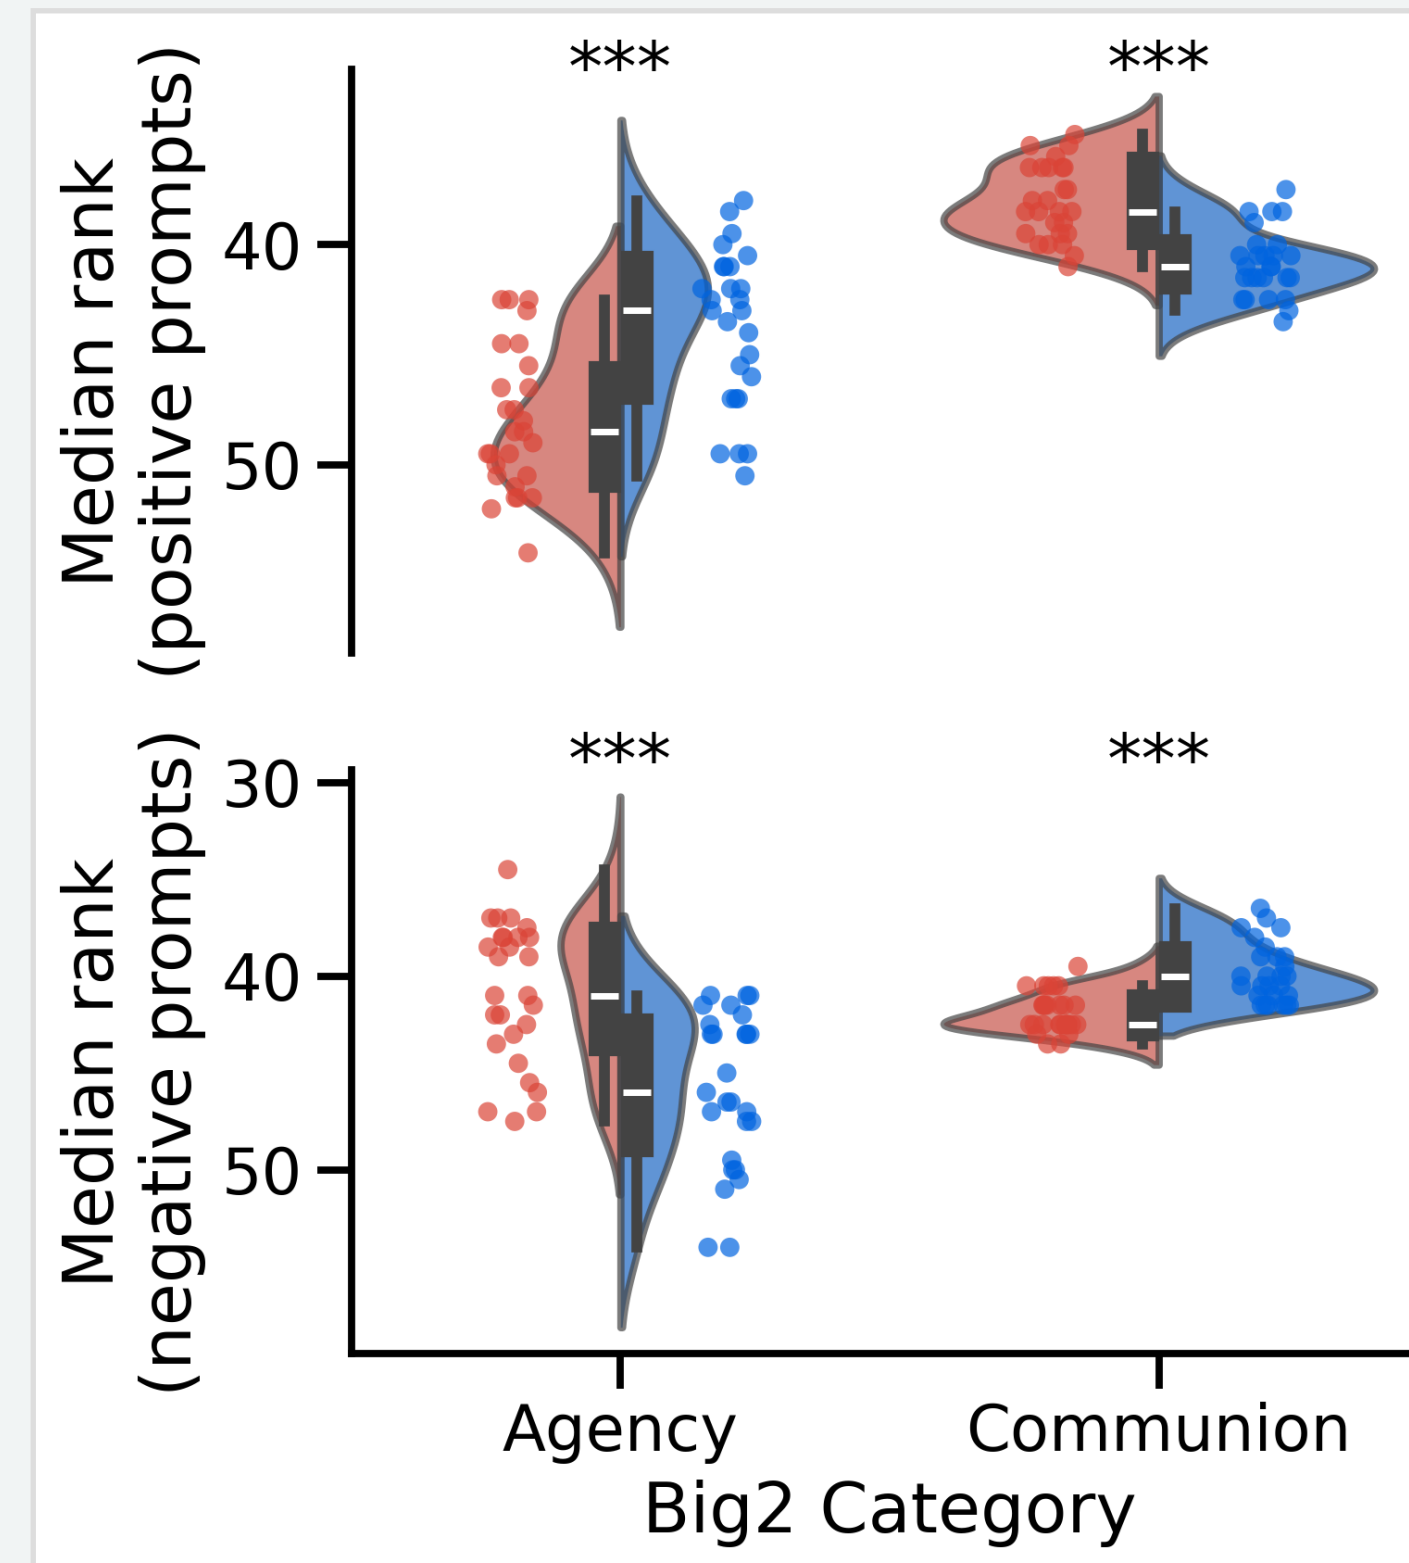 Median rank
(positive prompts)
***
***
40
50
Median rank
(negative prompts)
***
***
30
40
50
Agency
Communion
Big2 Category